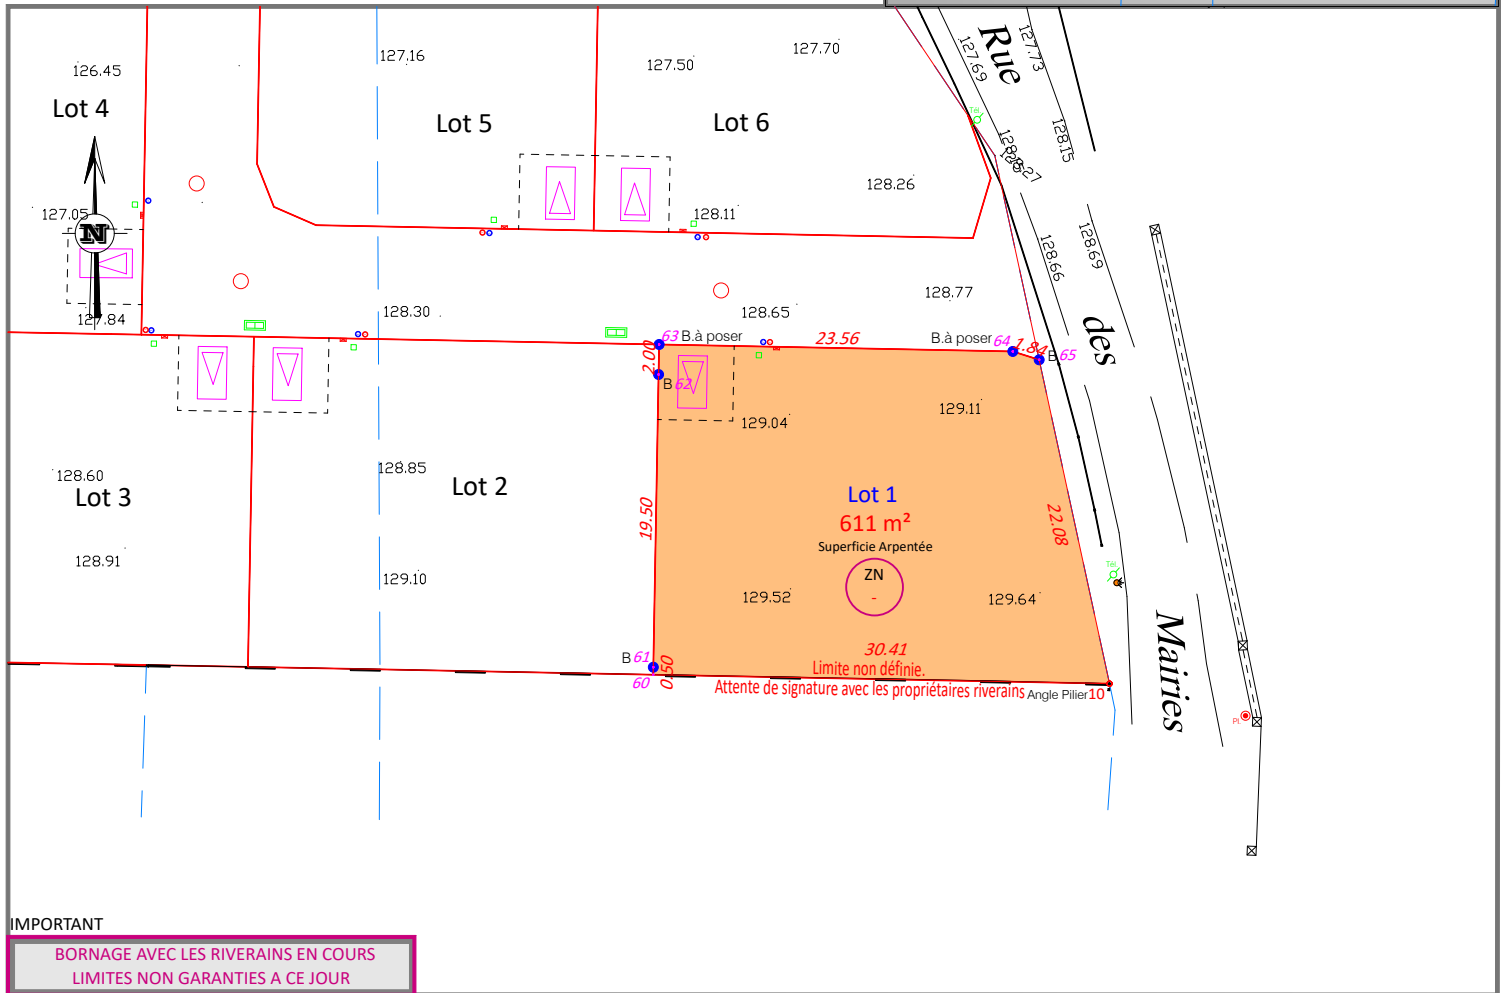 Rue
127.73
127.69
126.45
127.16
127.50
127.70
Lot 4
Lot 5
Lot 6
Tel.
128.15
128.27
128.26
127.05
128.11
N
128.66
128.69
127.84
128.30
128.65
128.77
des
63 B.à poser
23.56
B.à poser 64
1.84
B.65
2.00
B 62
129.04
129.11
128.60
128.85
Lot 3
Lot 2
Lot 1
611 m²
Superficie Arpentée
19.50
22.08
128.91
129.10
ZN
-
Tel.
129.52
129.64
Mairies
B 61
60
0.50
30.41
Limite non définie.
Attente de signature avec les propriétaires riverains
Angle Pilier 10
Pl.
IMPORTANT
BORNAGE AVEC LES RIVERAINS EN COURS
LIMITES NON GARANTIES A CE JOUR